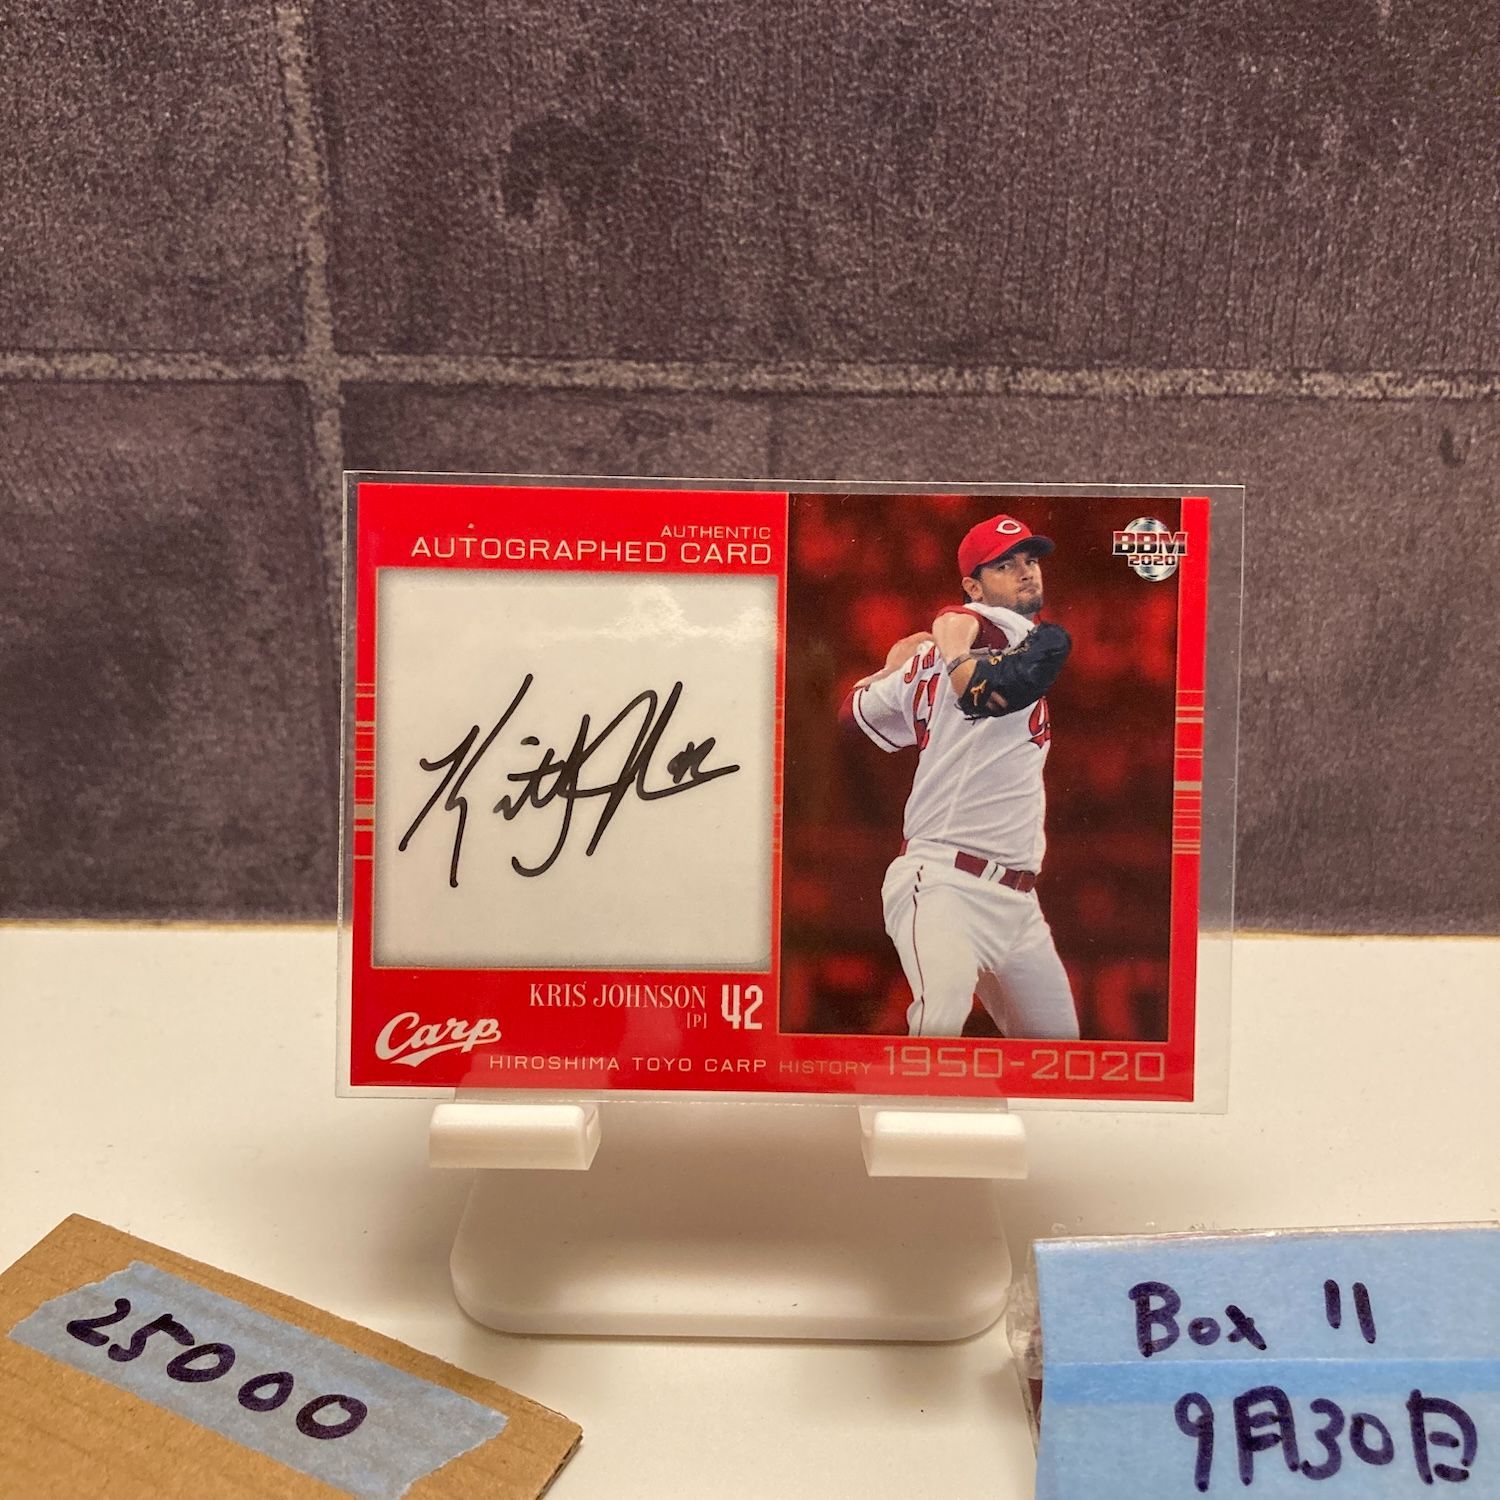 AUTHENTIC
AUTOGRAPHED CARD
BBM
2020
KRIS JOHNSON 42
[P]
Carp
HIROSHIMA TOYO CARP HISTORY 1950-2020
25000
Box 11
9月30日